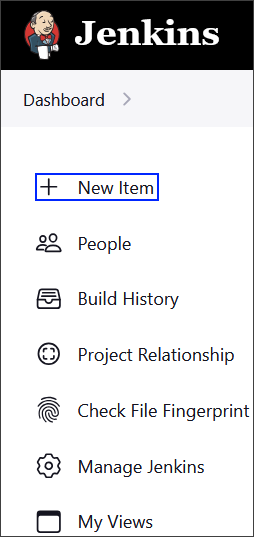 Jenkins
Dashboard
New Item
People
Build History
Project Relationship
Check File Fingerprint
Manage Jenkins
My Views